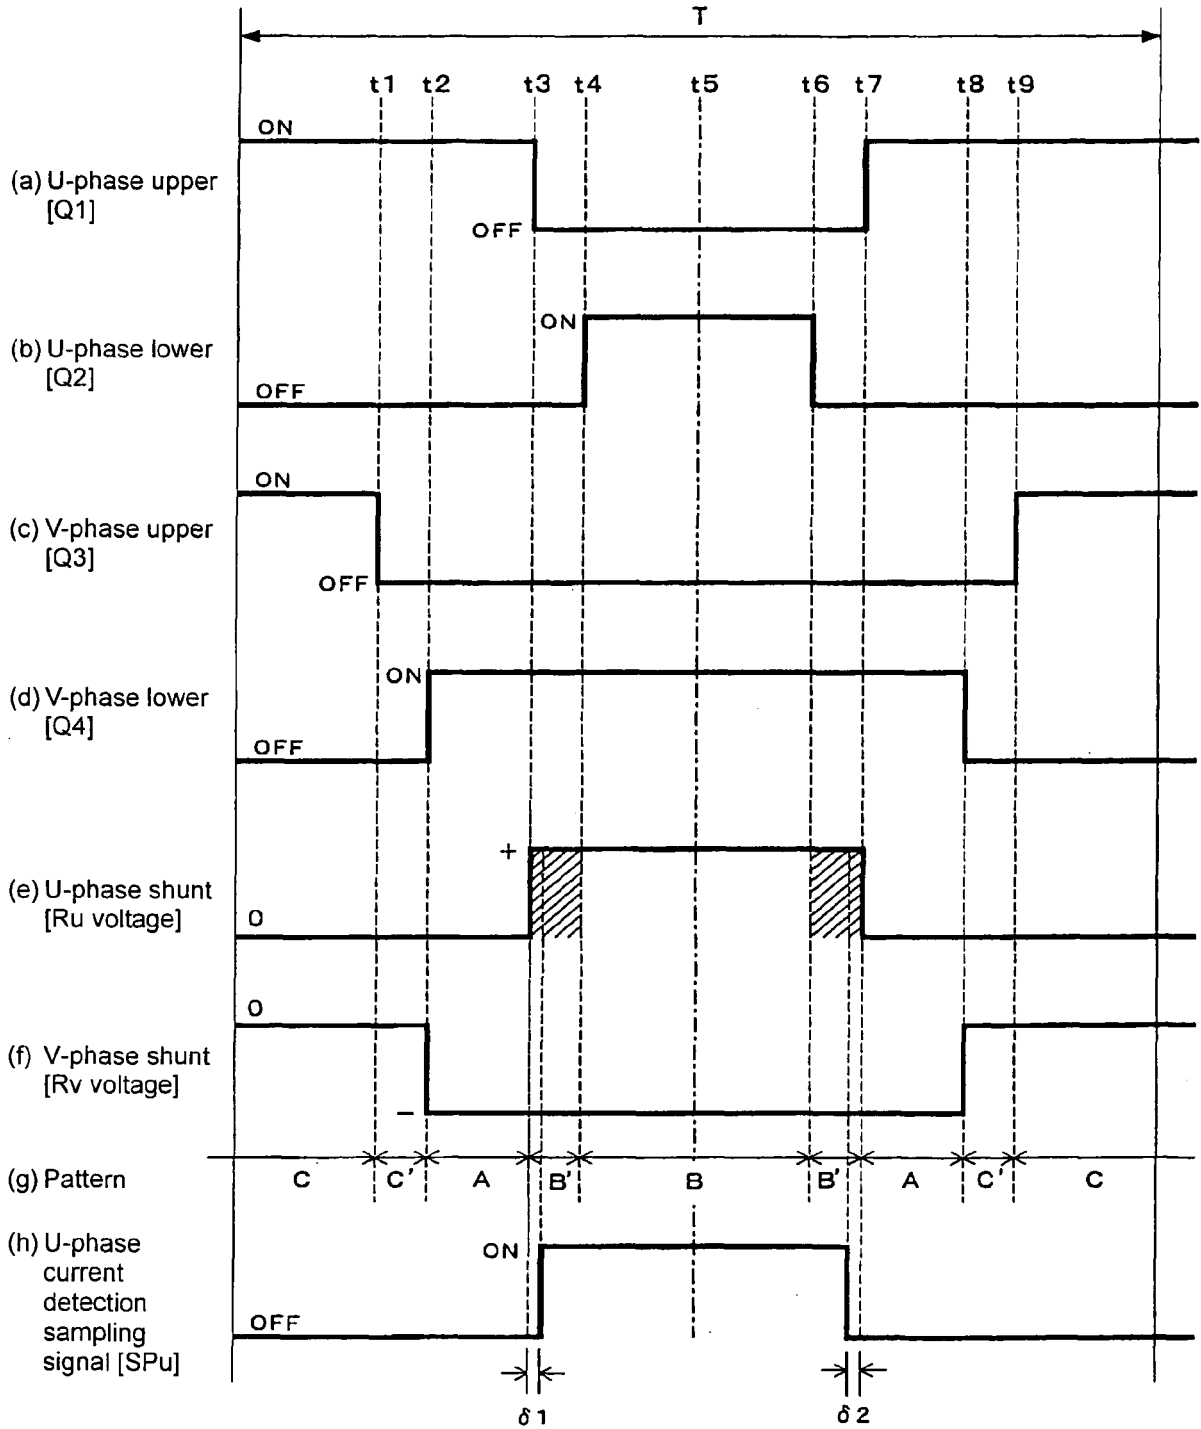 T
t1 t2 t3 t4 t5 t6 t7 t8 t9
ON
(a) U-phase upper
[Q1]
OFF
ON
(b) U-phase lower
[Q2]
OFF
ON
(c) V-phase upper
[Q3]
OFF
ON
(d) V-phase lower
[Q4]
OFF
+
(e) U-phase shunt
[Ru voltage]
0
0
(f) V-phase shunt
[Rv voltage]
−
(g) Pattern
C C' A B' B B' A C' C
(h) U-phase
current
detection
sampling
signal [SPu]
ON
OFF
δ1 δ2